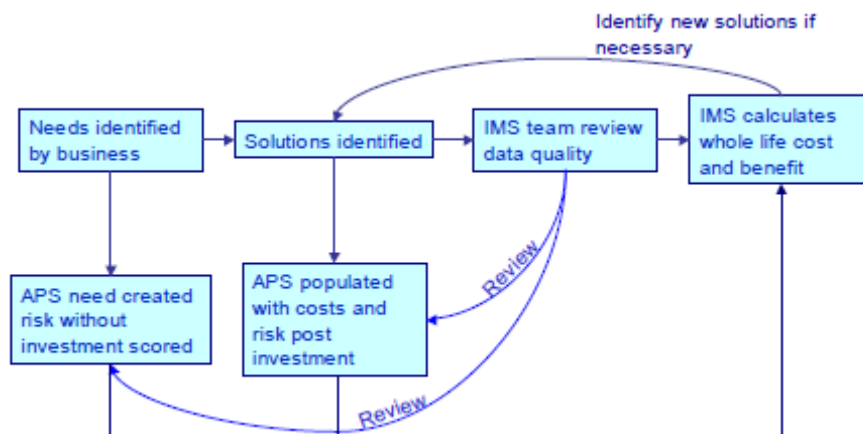 Identify new solutions if
necessary
Needs identified
by business
Solutions identified
IMS team review
data quality
IMS calculates
whole life cost
and benefit
APS need created
risk without
investment scored
APS populated
with costs and
risk post
investment
Review
Review